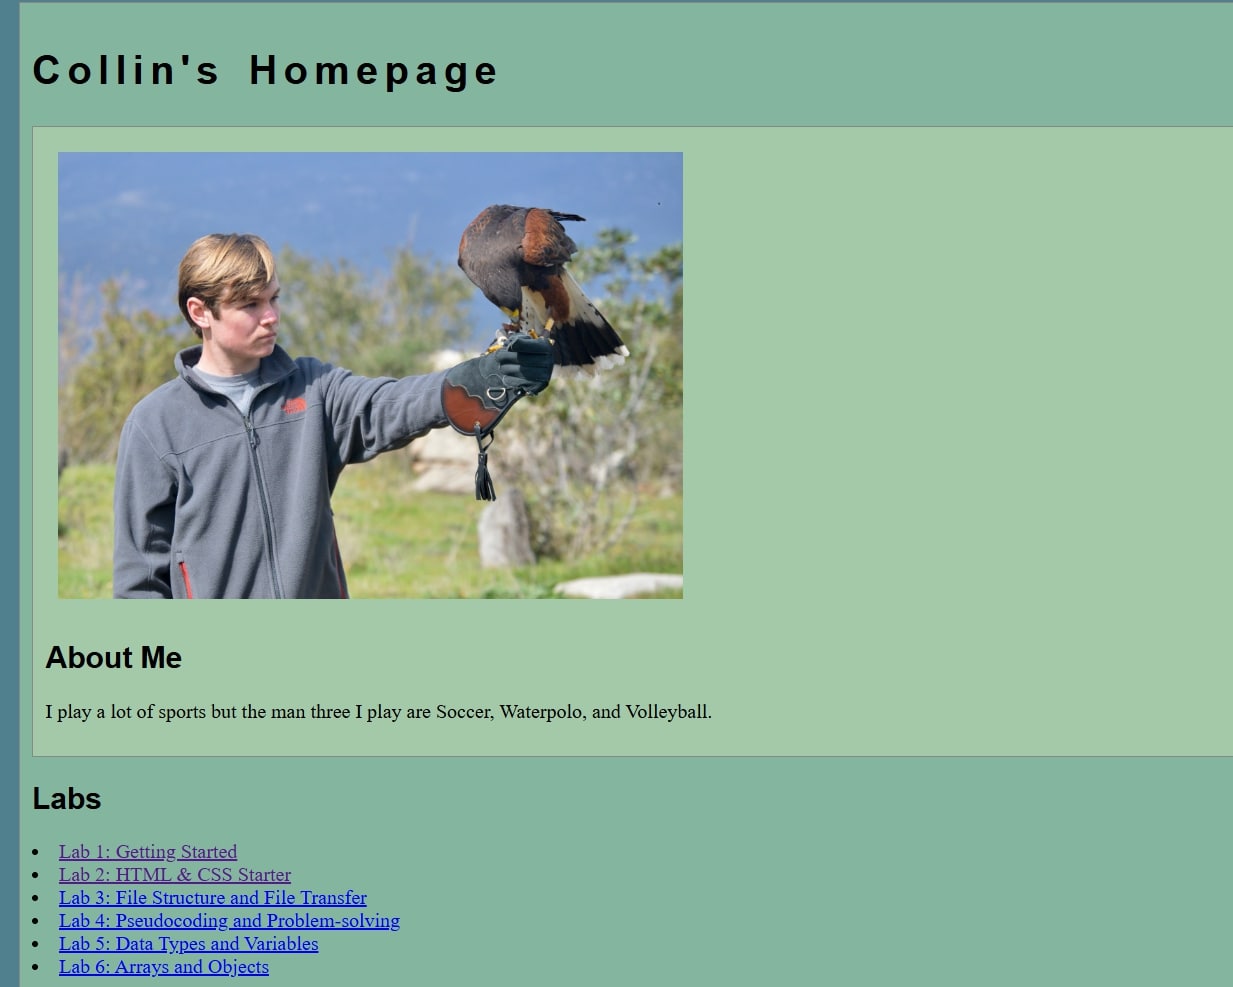 Collin's Homepage
About Me
I play a lot of sports but the man three I play are Soccer, Waterpolo, and Volleyball.
Labs
Lab 1: Getting Started
Lab 2: HTML & CSS Starter
Lab 3: File Structure and File Transfer
Lab 4: Pseudocoding and Problem-solving
Lab 5: Data Types and Variables
Lab 6: Arrays and Objects